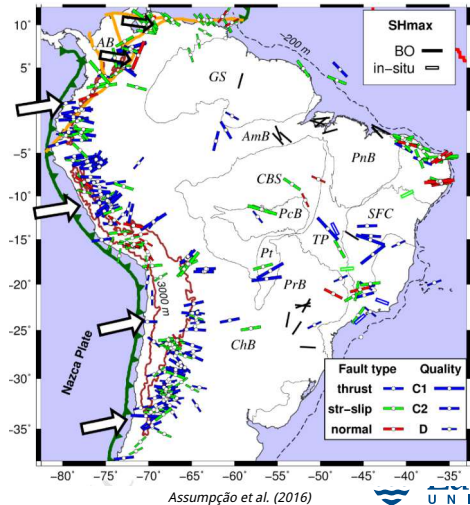 10°
5°
0°
−5°
−10°
−15°
−20°
−25°
−30°
−35°
−80° −75° −70° −65° −60° −55° −50° −45° −40° −35°
AB
GS
AmB
PnB
CBS
PcB
SFC
TP
Pt
PrB
ChB
−200 m
3000 m
Nazca Plate
SHmax
BO
in-situ
Fault type Quality
thrust C1
str-slip C2
normal D
Assumpção et al. (2016)
U N I